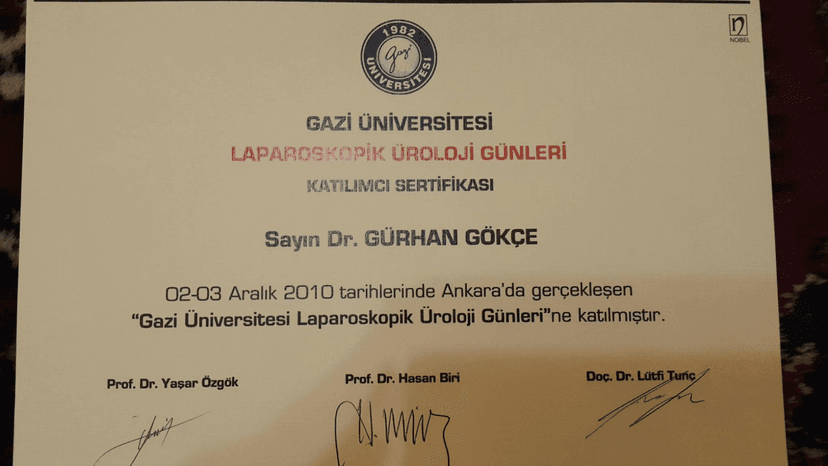 1982
gazi
ÜNİVERSİTESİ
n
NOBEL
GAZİ ÜNİVERSİTESİ
LAPAROSKOPİK ÜROLOJİ GÜNLERİ
KATILIMCI SERTİFİKASI
Sayın Dr. GÜRHAN GÖKÇE
02-03 Aralık 2010 tarihlerinde Ankara'da gerçekleşen
“Gazi Üniversitesi Laparoskopik Üroloji Günleri”ne katılmıştır.
Prof. Dr. Yaşar Özgök Prof. Dr. Hasan Biri Doç. Dr. Lütfi Tunç